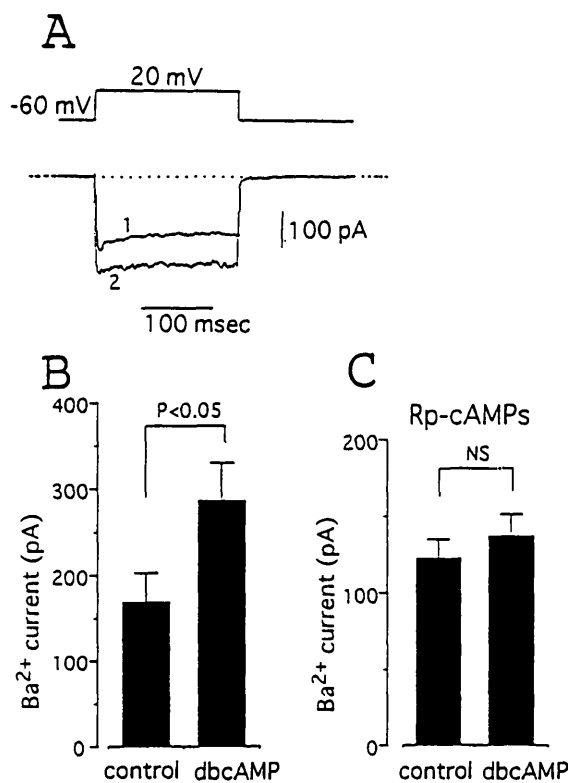 A
20 mV
-60 mV
1
100 pA
2
100 msec
B
400
P<0.05
300
200
100
0
Ba2+ current (pA)
control dbcAMP
C
Rp-cAMPs
200
NS
100
0
Ba2+ current (pA)
control dbcAMP